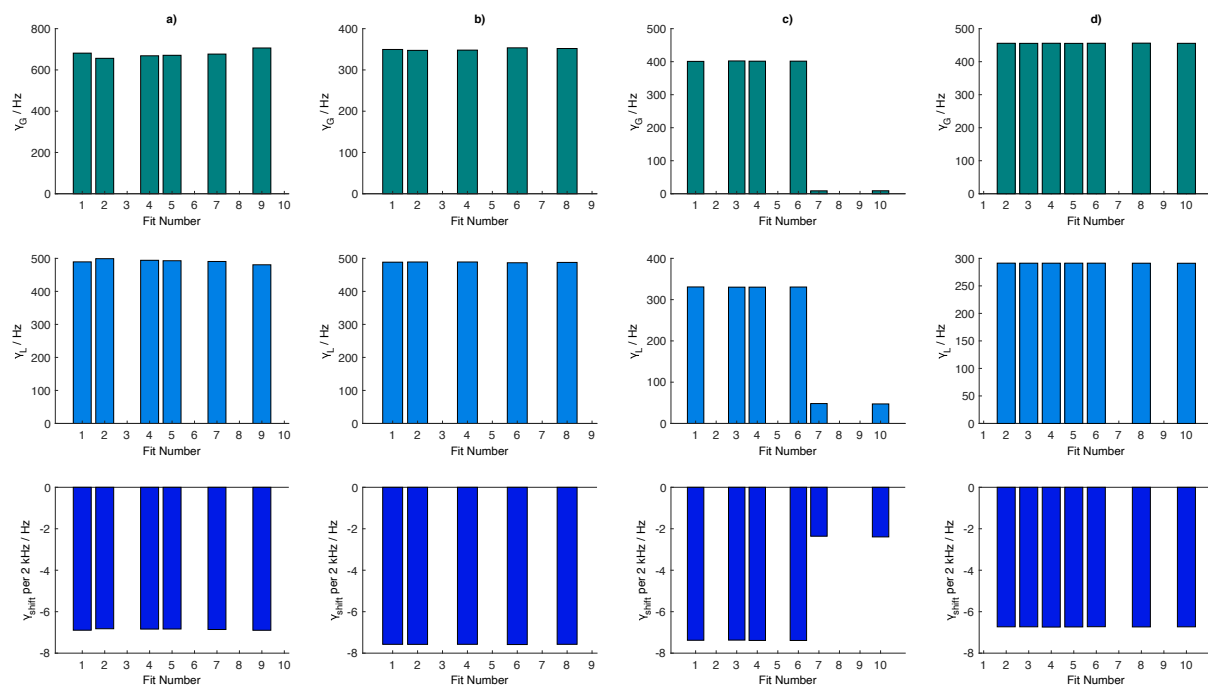 a)
800
600
400
200
0
γG / Hz
1 2 3 4 5 6 7 8 9 10
Fit Number
b)
400
300
200
100
0
γG / Hz
1 2 3 4 5 6 7 8 9
Fit Number
c)
500
400
300
200
100
0
γG / Hz
1 2 3 4 5 6 7 8 9 10
Fit Number
d)
500
400
300
200
100
0
γG / Hz
1 2 3 4 5 6 7 8 9 10
Fit Number
500
400
300
200
100
0
γL / Hz
1 2 3 4 5 6 7 8 9 10
Fit Number
500
400
300
200
100
0
γL / Hz
1 2 3 4 5 6 7 8 9
Fit Number
400
300
200
100
0
γL / Hz
1 2 3 4 5 6 7 8 9 10
Fit Number
300
250
200
150
100
50
0
γL / Hz
1 2 3 4 5 6 7 8 9 10
Fit Number
0
-2
-4
-6
-8
γshift per 2 kHz / Hz
1 2 3 4 5 6 7 8 9 10
Fit Number
0
-2
-4
-6
-8
γshift per 2 kHz / Hz
1 2 3 4 5 6 7 8 9
Fit Number
0
-2
-4
-6
-8
γshift per 2 kHz / Hz
1 2 3 4 5 6 7 8 9 10
Fit Number
0
-2
-4
-6
-8
γshift per 2 kHz / Hz
1 2 3 4 5 6 7 8 9 10
Fit Number